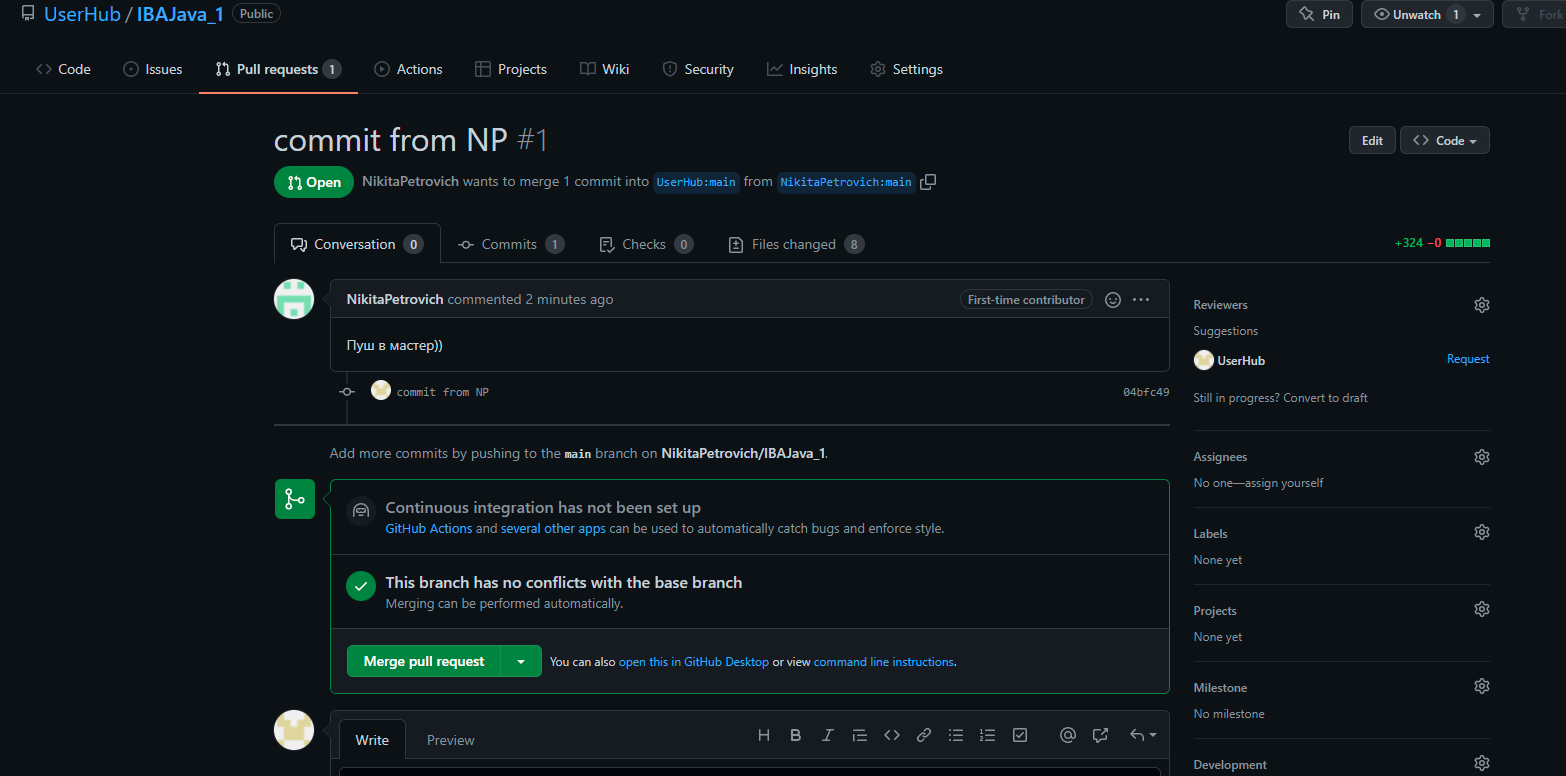 UserHub / IBAJava_1 Public Pin Unwatch 1 Fork
Code Issues Pull requests 1 Actions Projects Wiki Security Insights Settings
commit from NP #1
Edit Code
Open NikitaPetrovich wants to merge 1 commit into UserHub:main from NikitaPetrovich:main
Conversation 0 Commits 1 Checks 0 Files changed 8
+324 −0
NikitaPetrovich commented 2 minutes ago First-time contributor
Пуш в мастер))
commit from NP 04bfc49
Add more commits by pushing to the main branch on NikitaPetrovich/IBAJava_1.
Continuous integration has not been set up
GitHub Actions and several other apps can be used to automatically catch bugs and enforce style.
This branch has no conflicts with the base branch
Merging can be performed automatically.
Merge pull request You can also open this in GitHub Desktop or view command line instructions.
Write Preview
Reviewers
Suggestions
UserHub Request
Still in progress? Convert to draft
Assignees
No one—assign yourself
Labels
None yet
Projects
None yet
Milestone
No milestone
Development